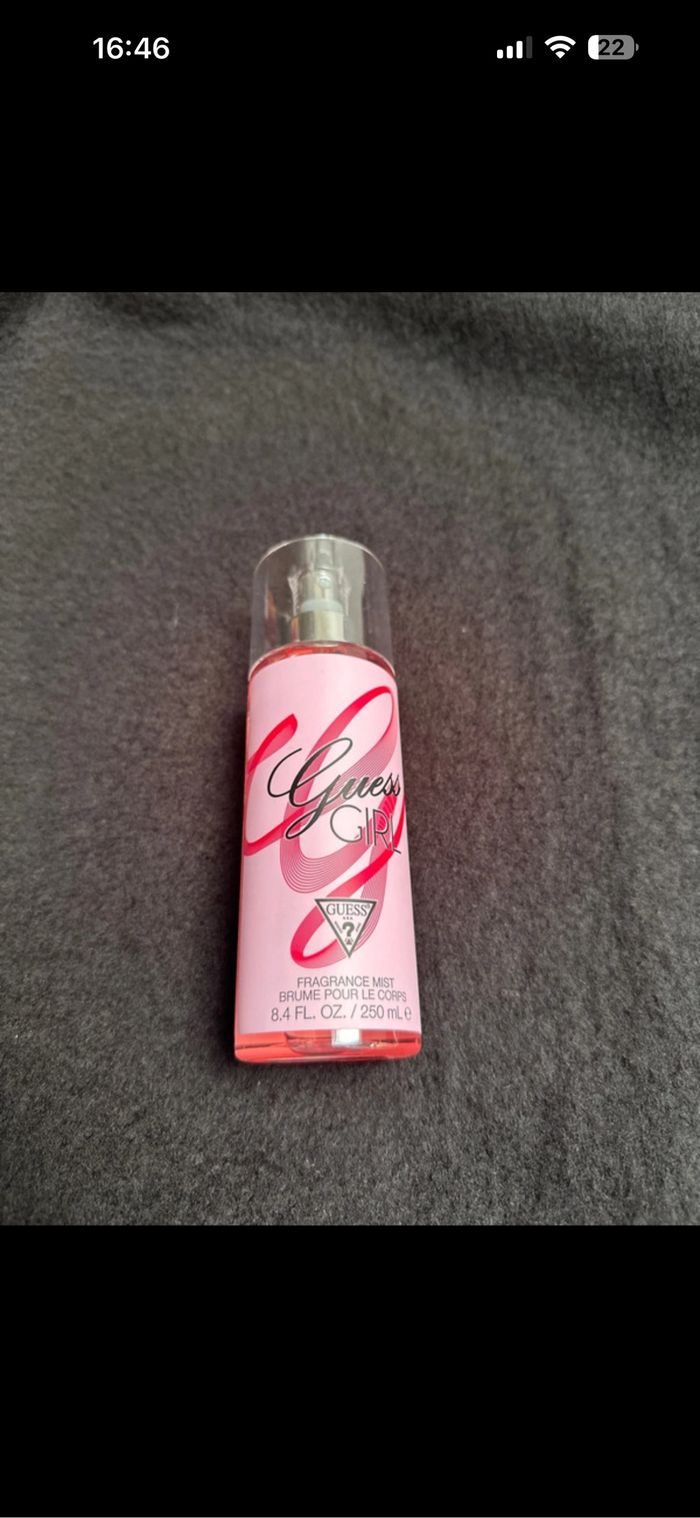 16:46
22
Guess
GIRL
GUESS®
?
FRAGRANCE MIST
BRUME POUR LE CORPS
8.4 FL. OZ. / 250 mL e